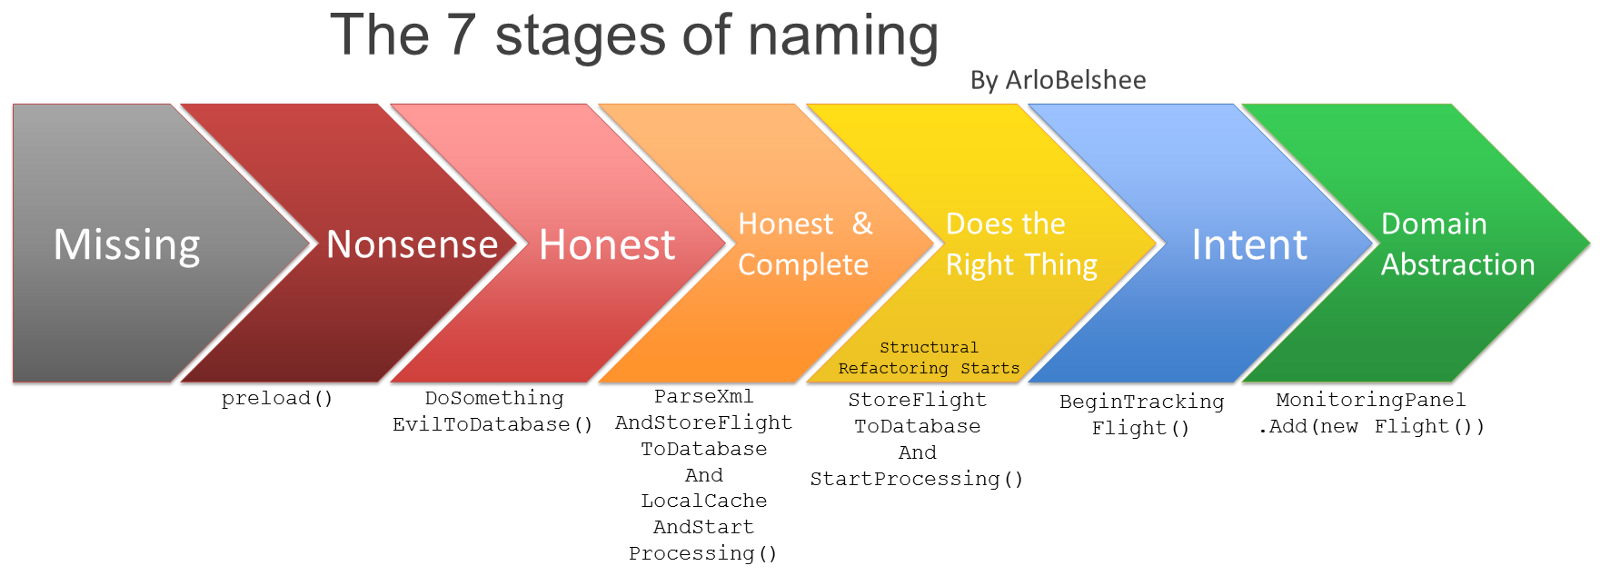 The 7 stages of naming
By ArloBelshee
Missing
Nonsense
Honest
Honest &
Complete
Does the
Right Thing
Structural
Refactoring Starts
Intent
Domain
Abstraction
preload()
DoSomething
EvilToDatabase()
ParseXml
AndStoreFlight
ToDatabase
And
LocalCache
AndStart
Processing()
StoreFlight
ToDatabase
And
StartProcessing()
BeginTracking
Flight()
MonitoringPanel
.Add(new Flight())